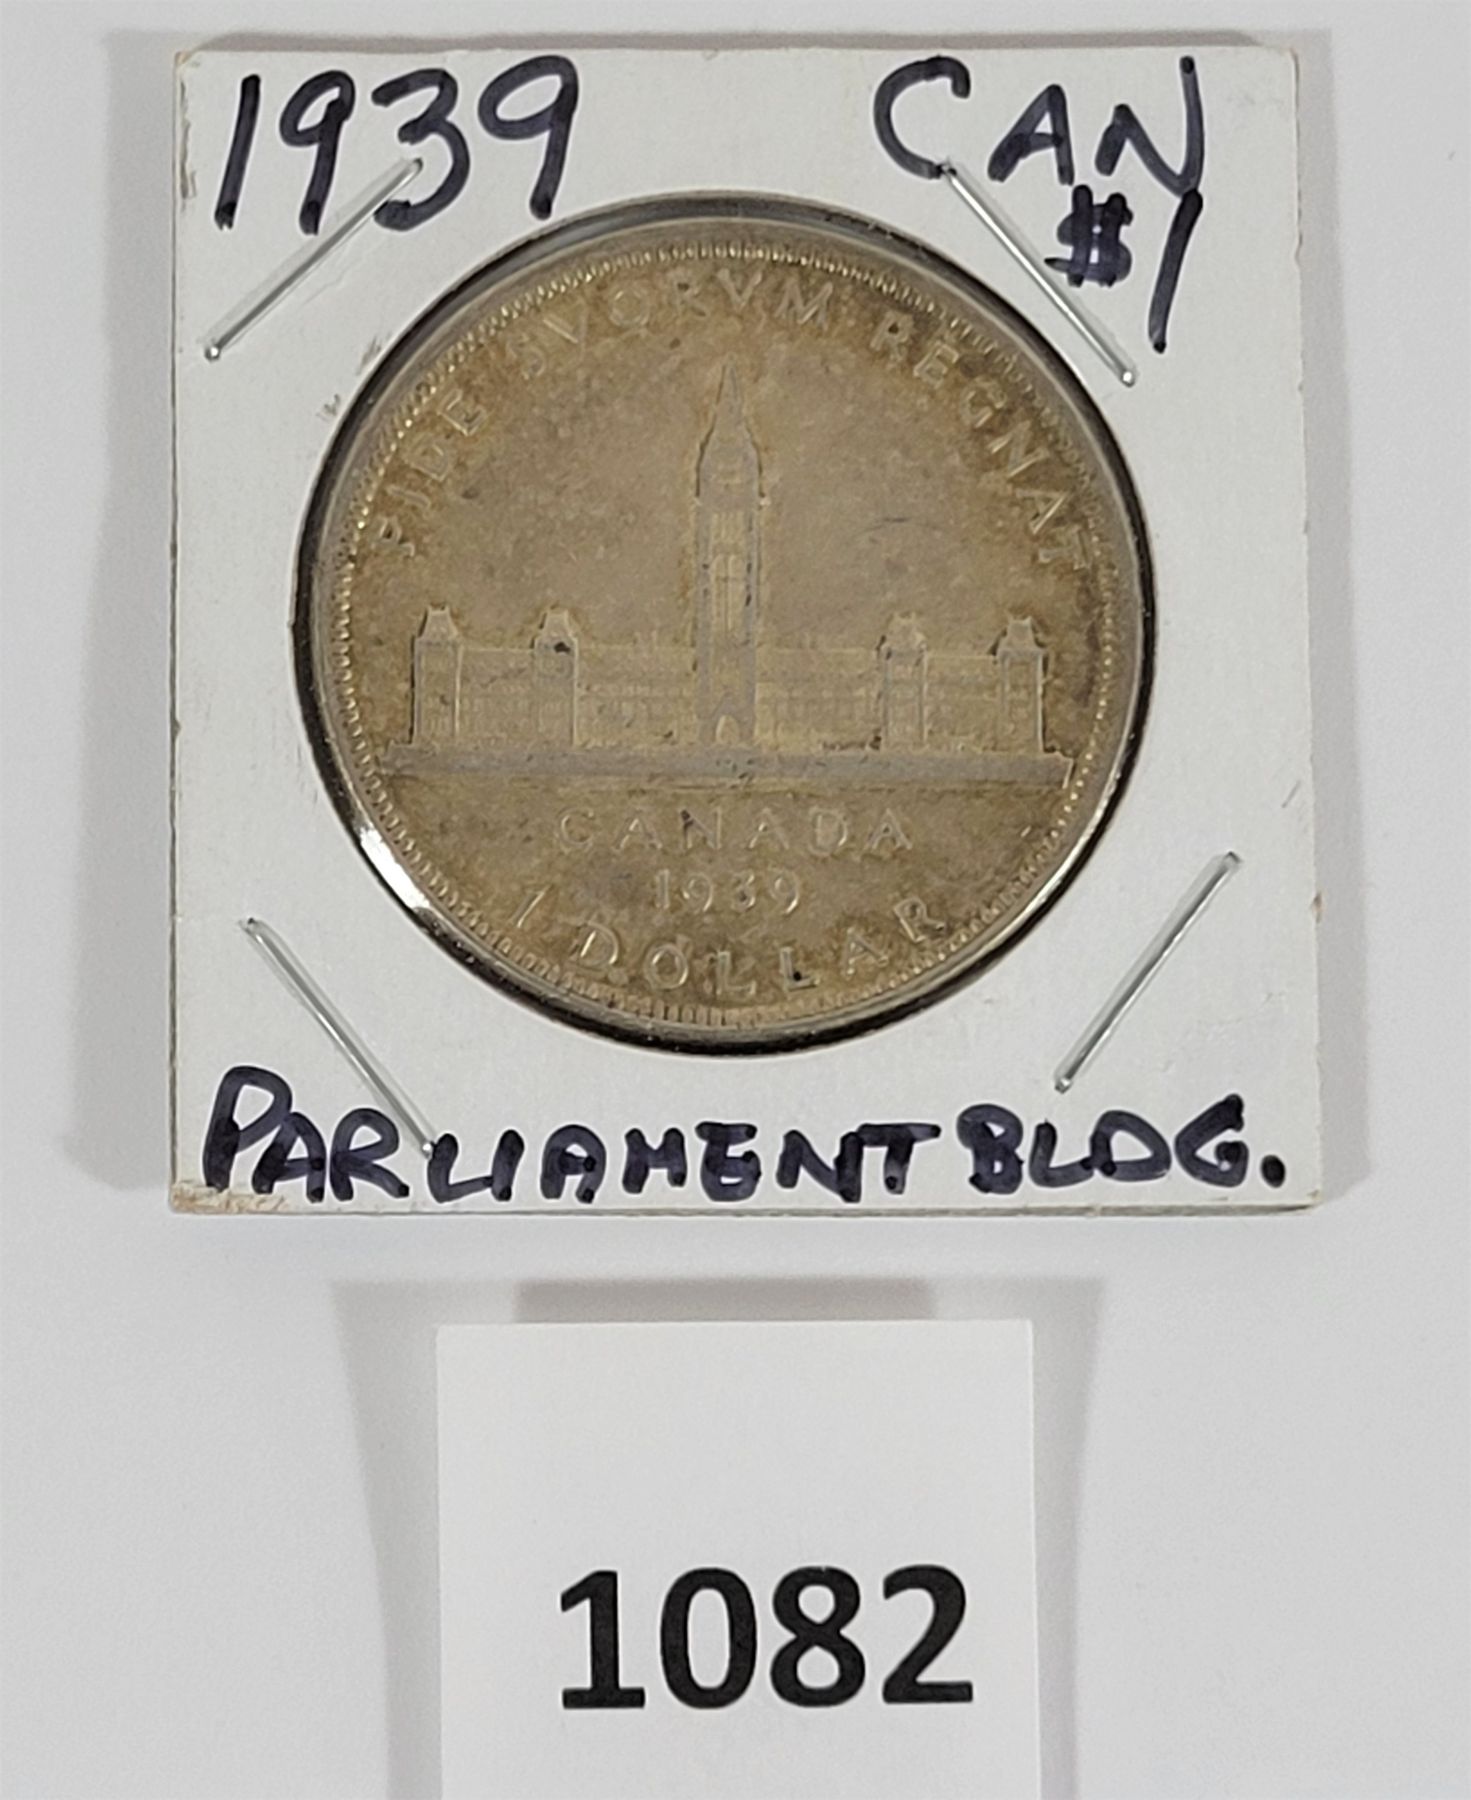 1939 CAN
$1
FIDE SVORVM REGNAT
CANADA
1939
1 DOLLAR
PARLIAMENT BLDG.
1082